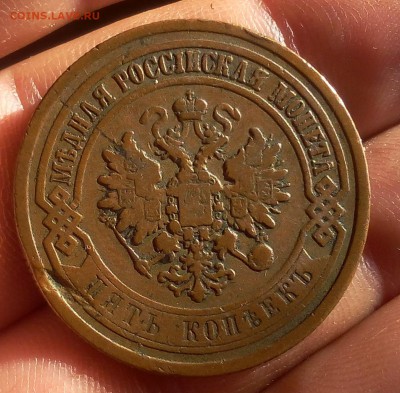 COINS.LAVE.RU
МѢДНАЯ РОССІЙСКАЯ МОНЕТА
ПЯТЬ КОПѢЕКЪ